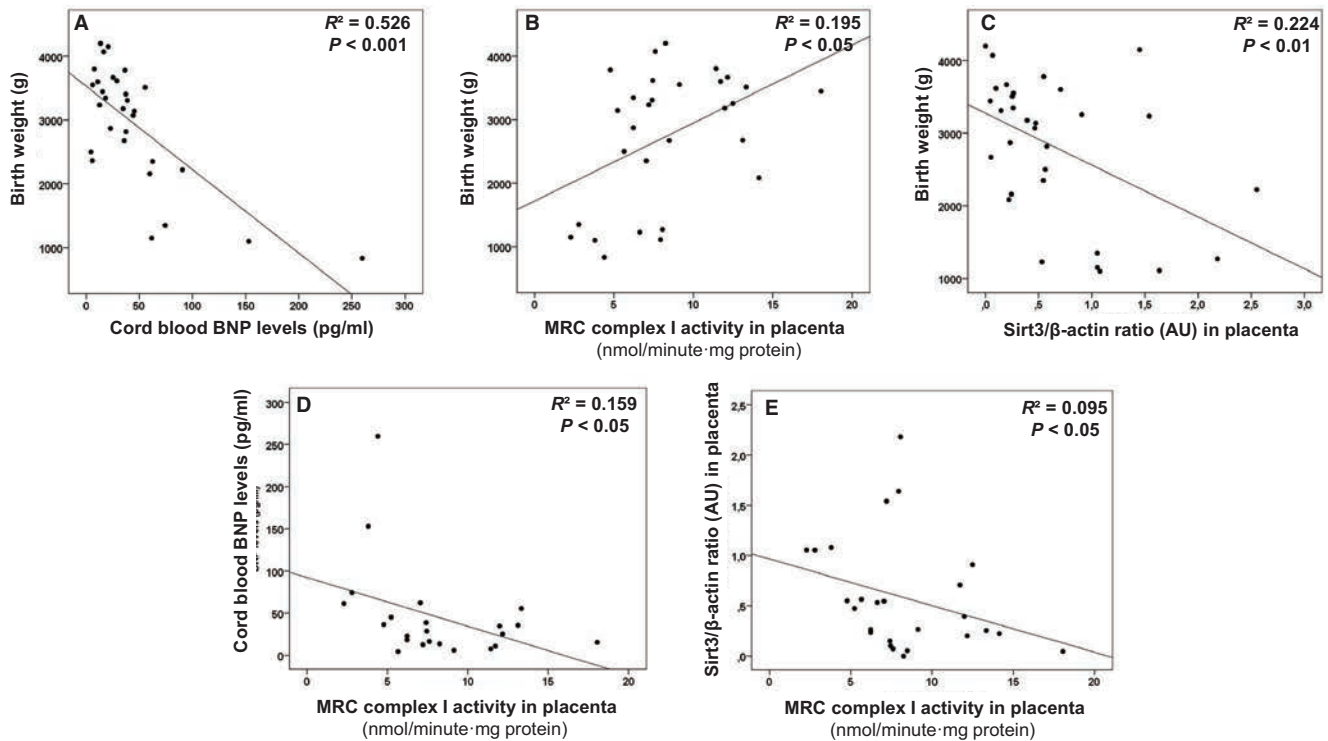 A
R² = 0.526
P < 0.001
4000
3000
2000
1000
Birth weight (g)
0 50 100 150 200 250 300
Cord blood BNP levels (pg/ml)
B
R² = 0.195
P < 0.05
4000
3000
2000
1000
Birth weight (g)
0 5 10 15 20
MRC complex I activity in placenta
(nmol/minute·mg protein)
C
R² = 0.224
P < 0.01
4000
3000
2000
1000
Birth weight (g)
,0 ,5 1,0 1,5 2,0 2,5 3,0
Sirt3/β-actin ratio (AU) in placenta
D
R² = 0.159
P < 0.05
300
250
200
150
100
50
0
Cord blood BNP levels (pg/ml)
0 5 10 15 20
MRC complex I activity in placenta
(nmol/minute·mg protein)
E
R² = 0.095
P < 0.05
2,5
2,0
1,5
1,0
,5
,0
Sirt3/β-actin ratio (AU) in placenta
0 5 10 15 20
MRC complex I activity in placenta
(nmol/minute·mg protein)